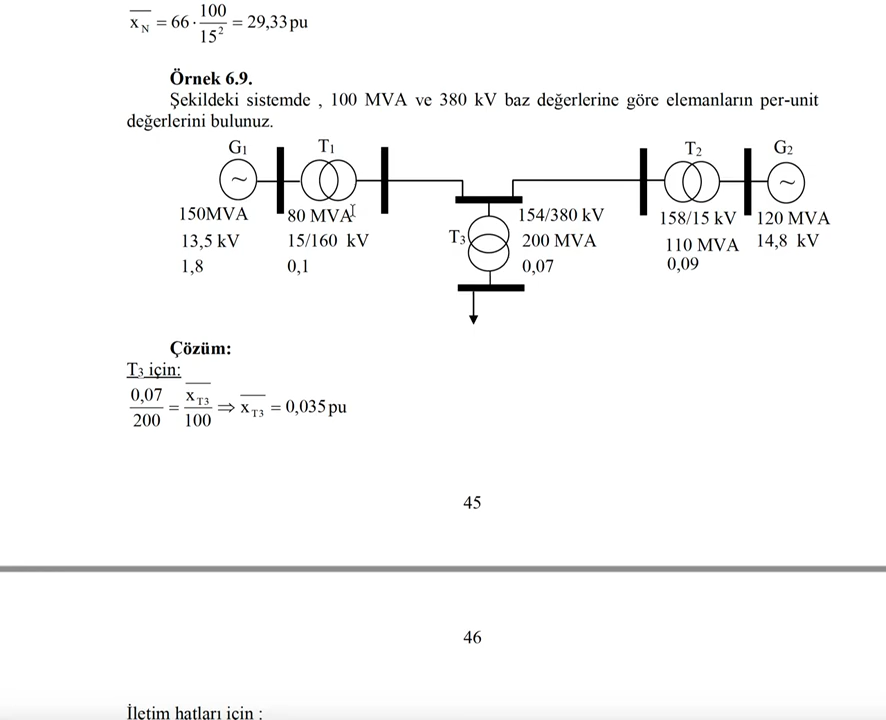 x_N = 66 · 100/15² = 29,33 pu
Örnek 6.9.
Şekildeki sistemde , 100 MVA ve 380 kV baz değerlerine göre elemanların per-unit
değerlerini bulunuz.
G1 T1 T2 G2
~ ~
150MVA 80 MVA 154/380 kV 158/15 kV 120 MVA
13,5 kV 15/160 kV T3 200 MVA 110 MVA 14,8 kV
1,8 0,1 0,07 0,09
Çözüm:
T3 için:
0,07/200 = x_T3/100 ⇒ x_T3 = 0,035 pu
45
46
İletim hatları için :